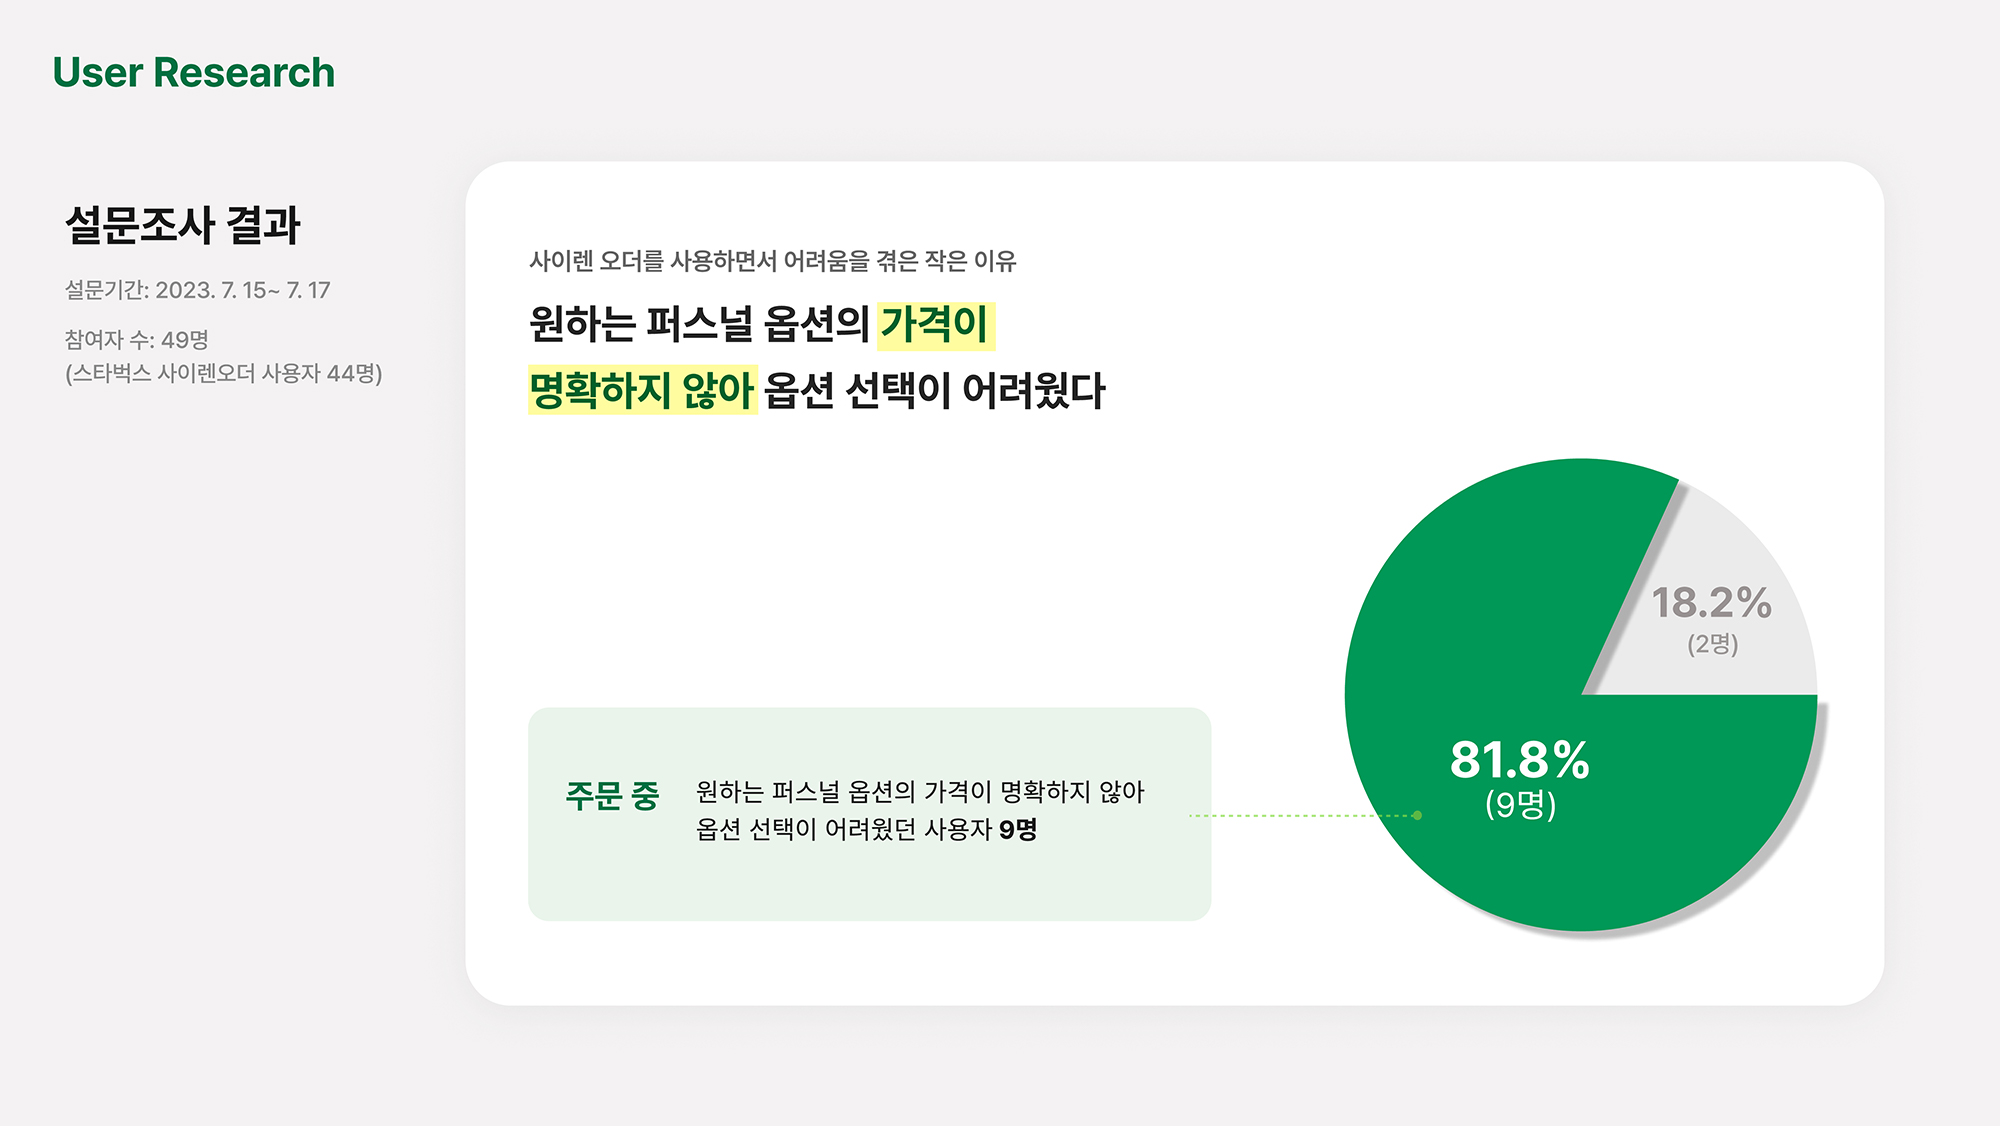 User Research
설문조사 결과
설문기간: 2023. 7. 15~ 7. 17
참여자 수: 49명
(스타벅스 사이렌오더 사용자 44명)
사이렌 오더를 사용하면서 어려움을 겪은 작은 이유
원하는 퍼스널 옵션의 가격이
명확하지 않아 옵션 선택이 어려웠다
18.2%
(2명)
81.8%
(9명)
주문 중
원하는 퍼스널 옵션의 가격이 명확하지 않아
옵션 선택이 어려웠던 사용자 9명